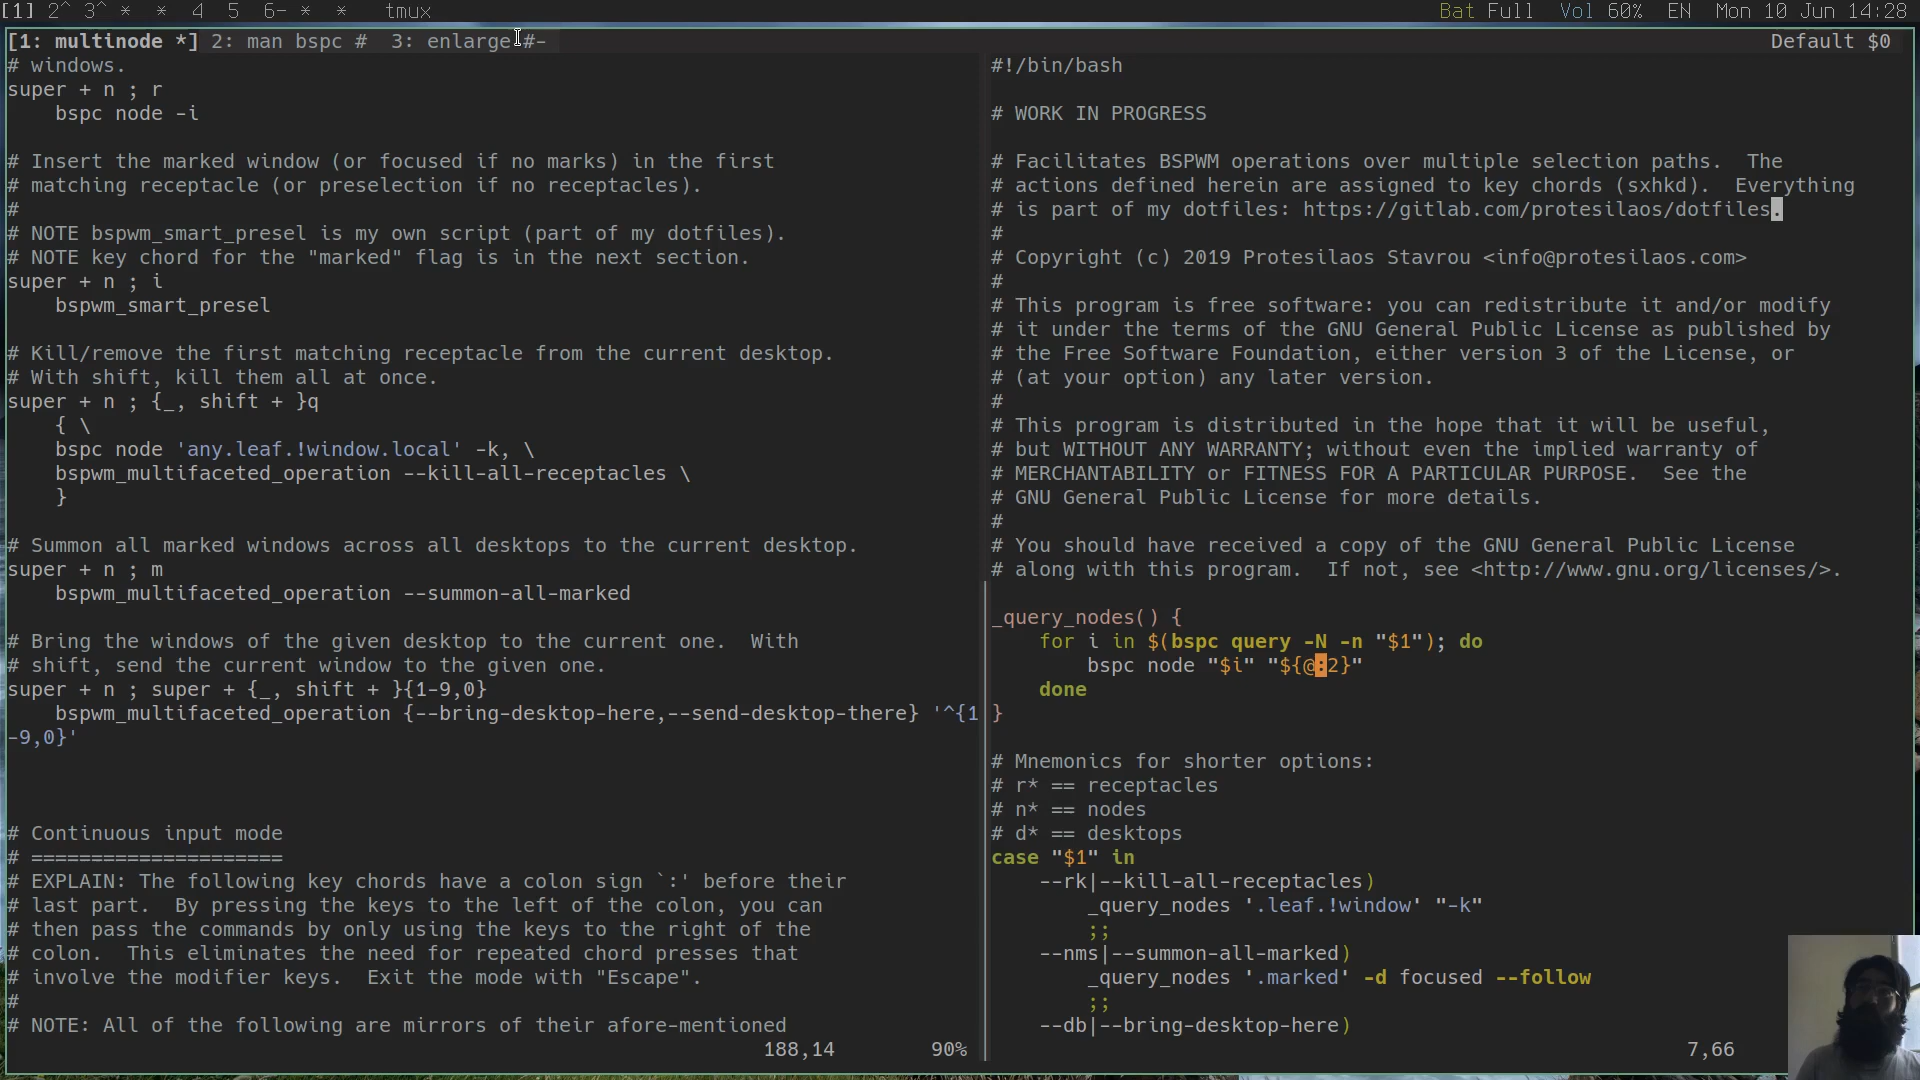 [1] 2^ 3^ * * 4 5 6- * * tmux
Bat Full Vol 60% EN Mon 10 Jun 14:28
[1: multinode *] 2: man bspc # 3: enlarge #-
Default $0
# windows.
super + n ; r
    bspc node -i

# Insert the marked window (or focused if no marks) in the first
# matching receptacle (or preselection if no receptacles).
#
# NOTE bspwm_smart_presel is my own script (part of my dotfiles).
# NOTE key chord for the "marked" flag is in the next section.
super + n ; i
    bspwm_smart_presel

# Kill/remove the first matching receptacle from the current desktop.
# With shift, kill them all at once.
super + n ; {_, shift + }q
    { \
    bspc node 'any.leaf.!window.local' -k, \
    bspwm_multifaceted_operation --kill-all-receptacles \
    }

# Summon all marked windows across all desktops to the current desktop.
super + n ; m
    bspwm_multifaceted_operation --summon-all-marked

# Bring the windows of the given desktop to the current one.  With
# shift, send the current window to the given one.
super + n ; super + {_, shift + }{1-9,0}
    bspwm_multifaceted_operation {--bring-desktop-here,--send-desktop-there} '^{1
-9,0}'

# Continuous input mode
# =====================
# EXPLAIN: The following key chords have a colon sign `:' before their
# last part.  By pressing the keys to the left of the colon, you can
# then pass the commands by only using the keys to the right of the
# colon.  This eliminates the need for repeated chord presses that
# involve the modifier keys.  Exit the mode with "Escape".
#
# NOTE: All of the following are mirrors of their afore-mentioned
188,14 90%
#!/bin/bash

# WORK IN PROGRESS

# Facilitates BSPWM operations over multiple selection paths.  The
# actions defined herein are assigned to key chords (sxhkd).  Everything
# is part of my dotfiles: https://gitlab.com/protesilaos/dotfiles.
#
# Copyright (c) 2019 Protesilaos Stavrou <info@protesilaos.com>
#
# This program is free software: you can redistribute it and/or modify
# it under the terms of the GNU General Public License as published by
# the Free Software Foundation, either version 3 of the License, or
# (at your option) any later version.
#
# This program is distributed in the hope that it will be useful,
# but WITHOUT ANY WARRANTY; without even the implied warranty of
# MERCHANTABILITY or FITNESS FOR A PARTICULAR PURPOSE.  See the
# GNU General Public License for more details.
#
# You should have received a copy of the GNU General Public License
# along with this program.  If not, see <http://www.gnu.org/licenses/>.

_query_nodes() {
    for i in $(bspc query -N -n "$1"); do
        bspc node "$i" "${@:2}"
    done
}

# Mnemonics for shorter options:
# r* == receptacles
# n* == nodes
# d* == desktops
case "$1" in
    --rk|--kill-all-receptacles)
        _query_nodes '.leaf.!window' "-k"
        ;;
    --nms|--summon-all-marked)
        _query_nodes '.marked' -d focused --follow
        ;;
    --db|--bring-desktop-here)
7,66